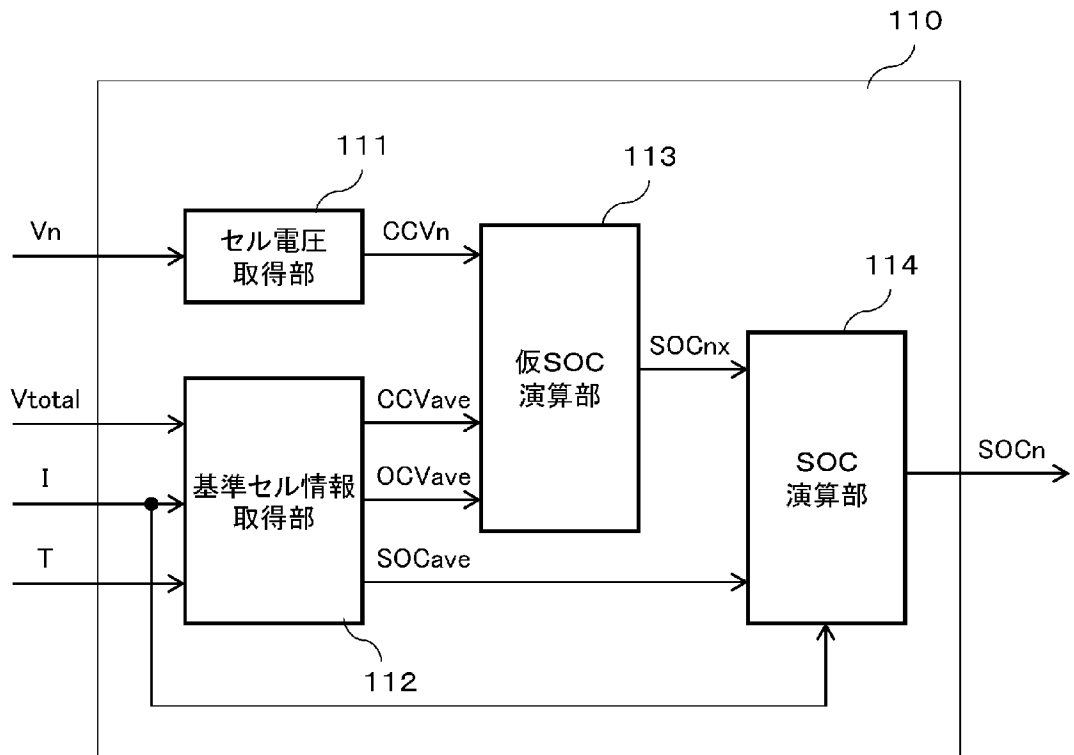 110
111
113
Vn
セル電圧
取得部
CCVn
114
SOCnx
仮SOC
演算部
Vtotal
CCVave
I
基準セル情報
取得部
OCVave
SOC
演算部
SOCn
T
SOCave
112